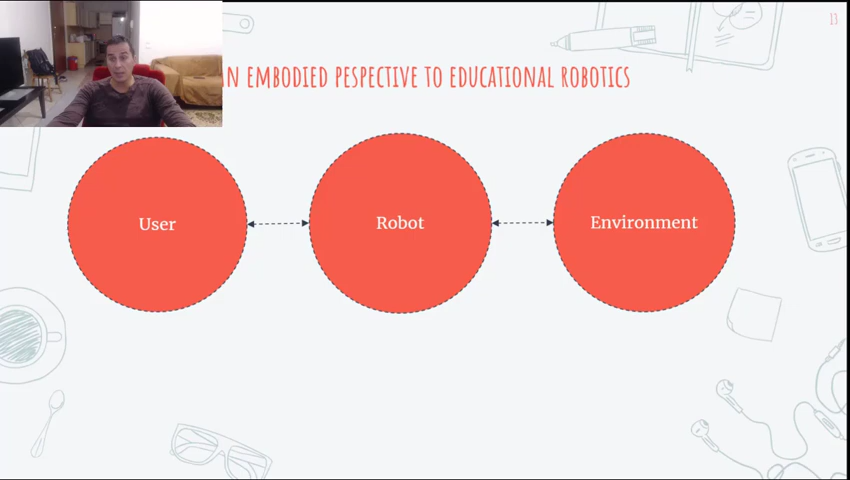 13
N EMBODIED PESPECTIVE TO EDUCATIONAL ROBOTICS
User
Robot
Environment